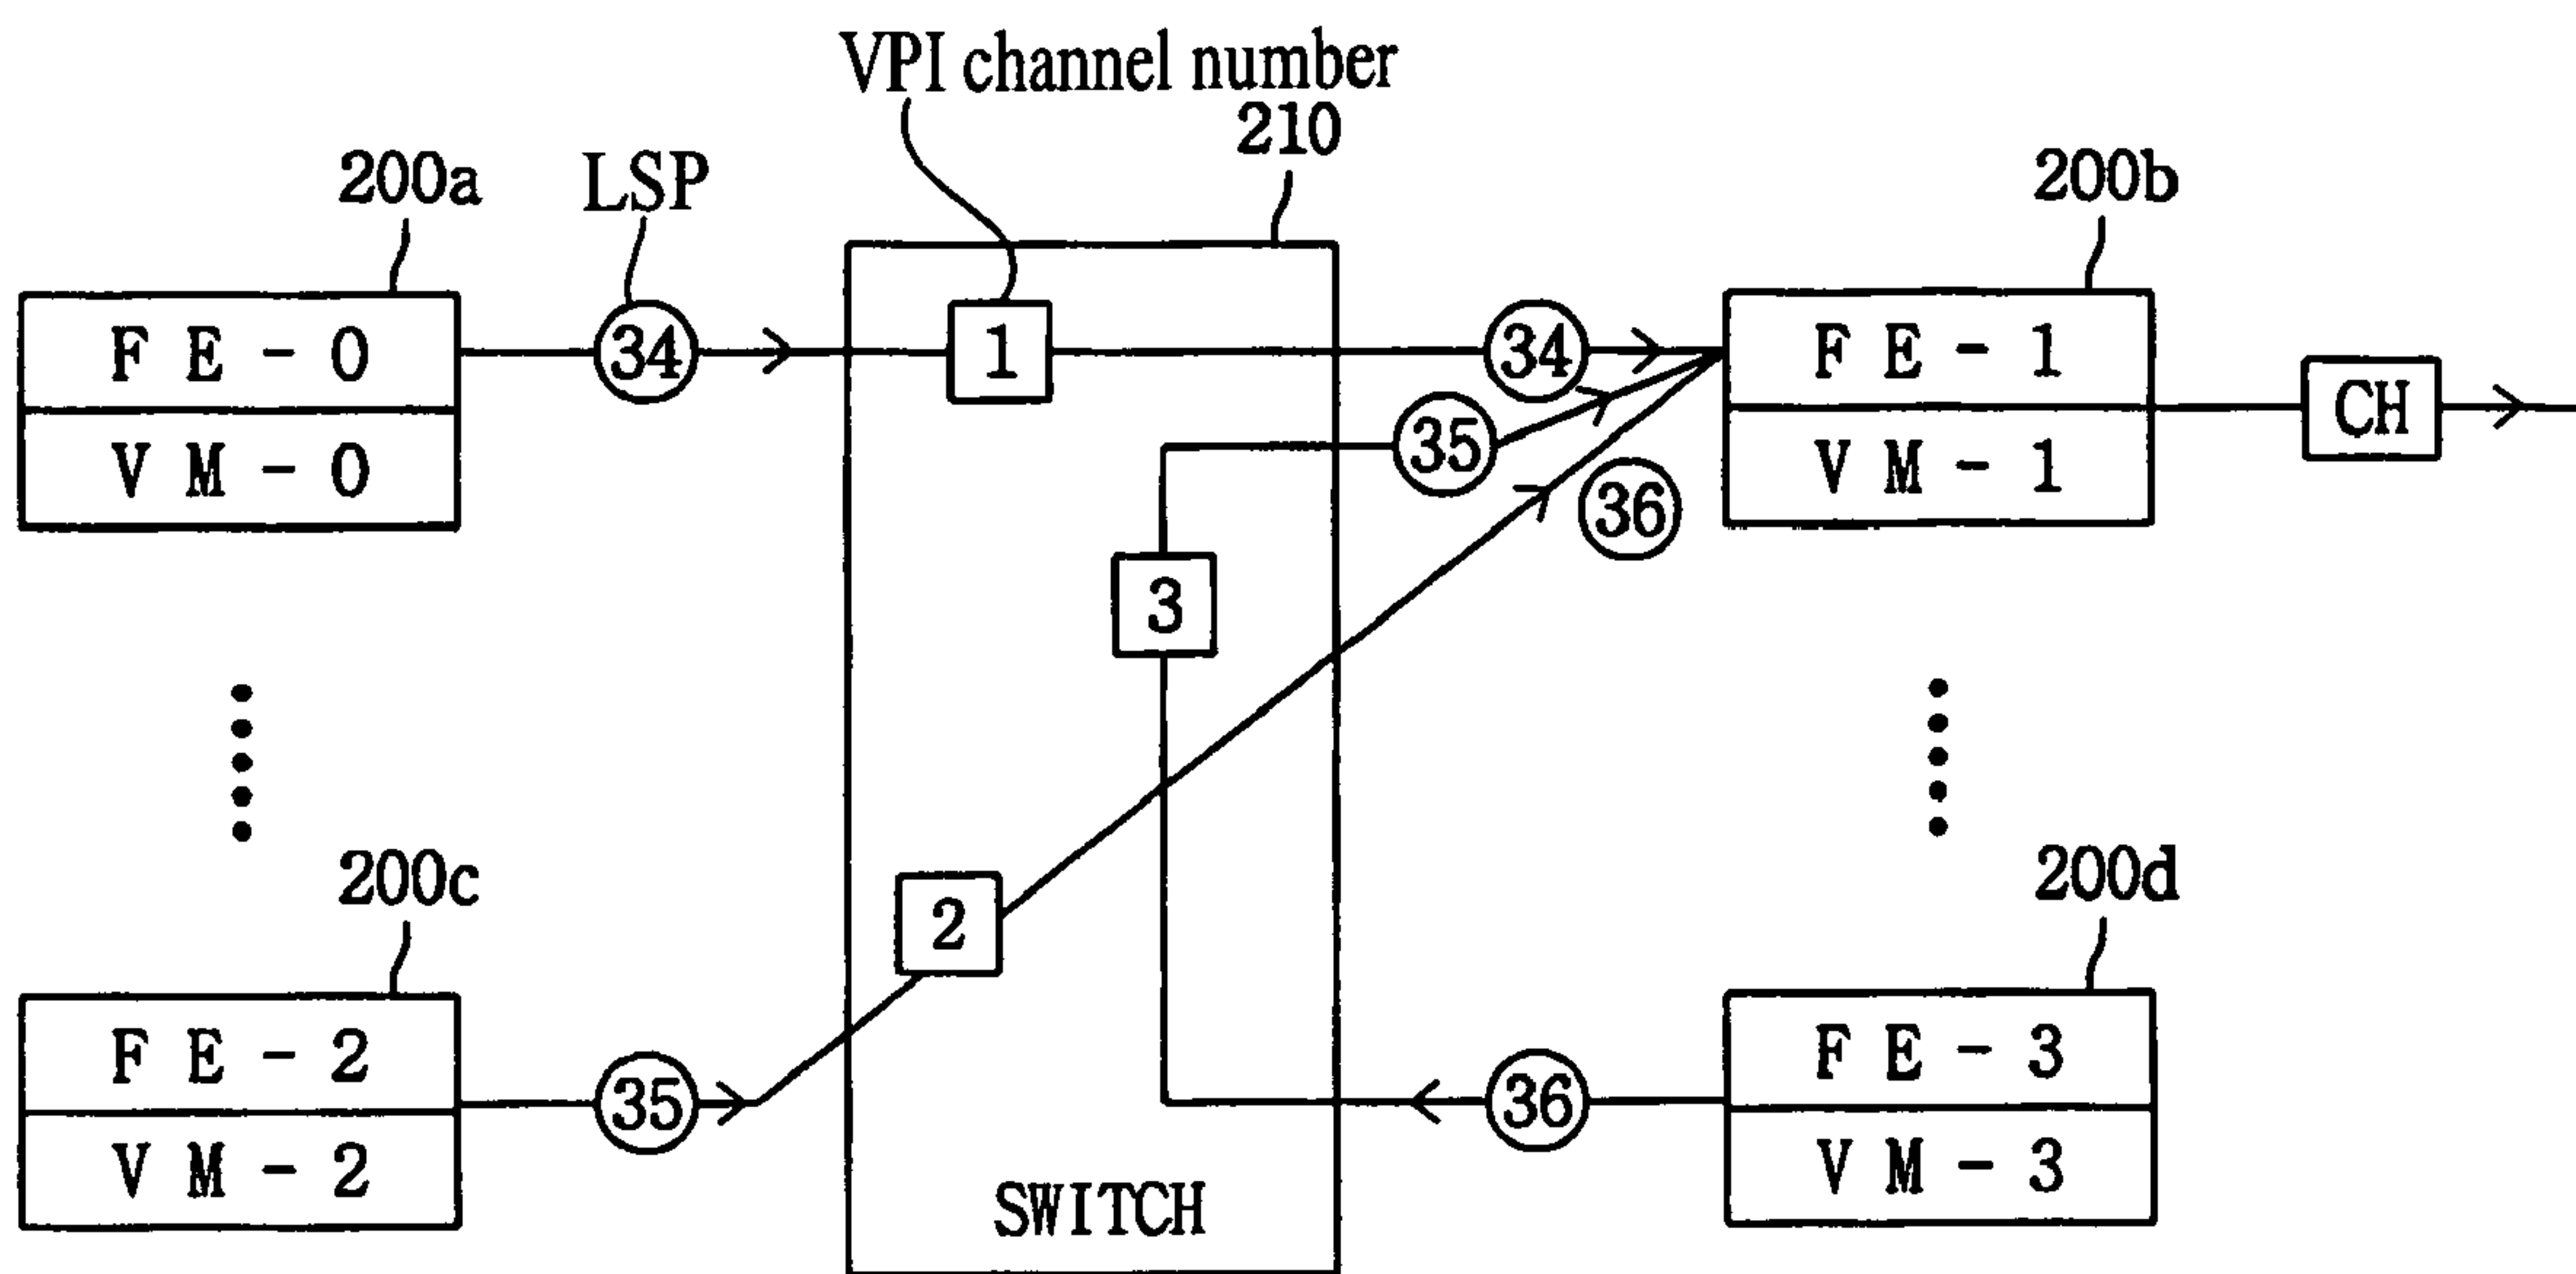 VPI channel number
210
200a
LSP
200b
F E - 0
V M - 0
34
1
34
F E - 1
V M - 1
CH
35
36
3
200c
200d
2
F E - 2
V M - 2
35
36
F E - 3
V M - 3
SWITCH